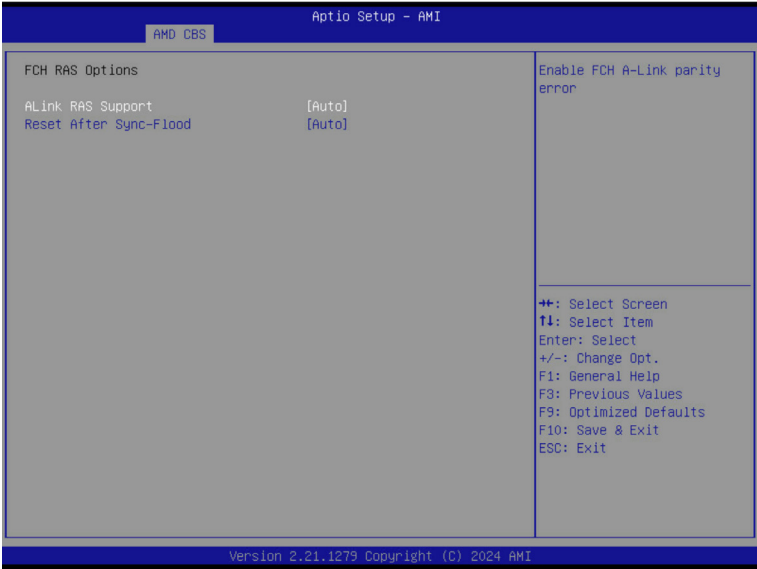 Aptio Setup – AMI
AMD CBS
FCH RAS Options
ALink RAS Support [Auto]
Reset After Sync-Flood [Auto]
Enable FCH A-Link parity
error
→←: Select Screen
↑↓: Select Item
Enter: Select
+/-: Change Opt.
F1: General Help
F3: Previous Values
F9: Optimized Defaults
F10: Save & Exit
ESC: Exit
Version 2.21.1279 Copyright (C) 2024 AMI